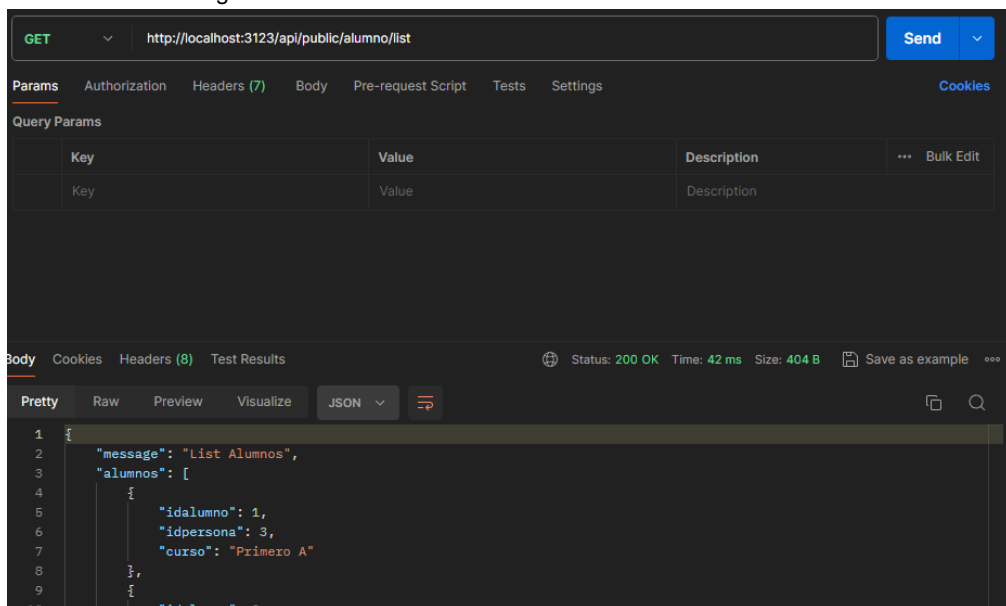 GET http://localhost:3123/api/public/alumno/list Send
Params Authorization Headers (7) Body Pre-request Script Tests Settings Cookies
Query Params
Key Value Description ••• Bulk Edit
Key Value Description
Body Cookies Headers (8) Test Results Status: 200 OK Time: 42 ms Size: 404 B Save as example
Pretty Raw Preview Visualize JSON
1 {
2 "message": "List Alumnos",
3 "alumnos": [
4 {
5 "idalumno": 1,
6 "idpersona": 3,
7 "curso": "Primero A"
8 },
9 {